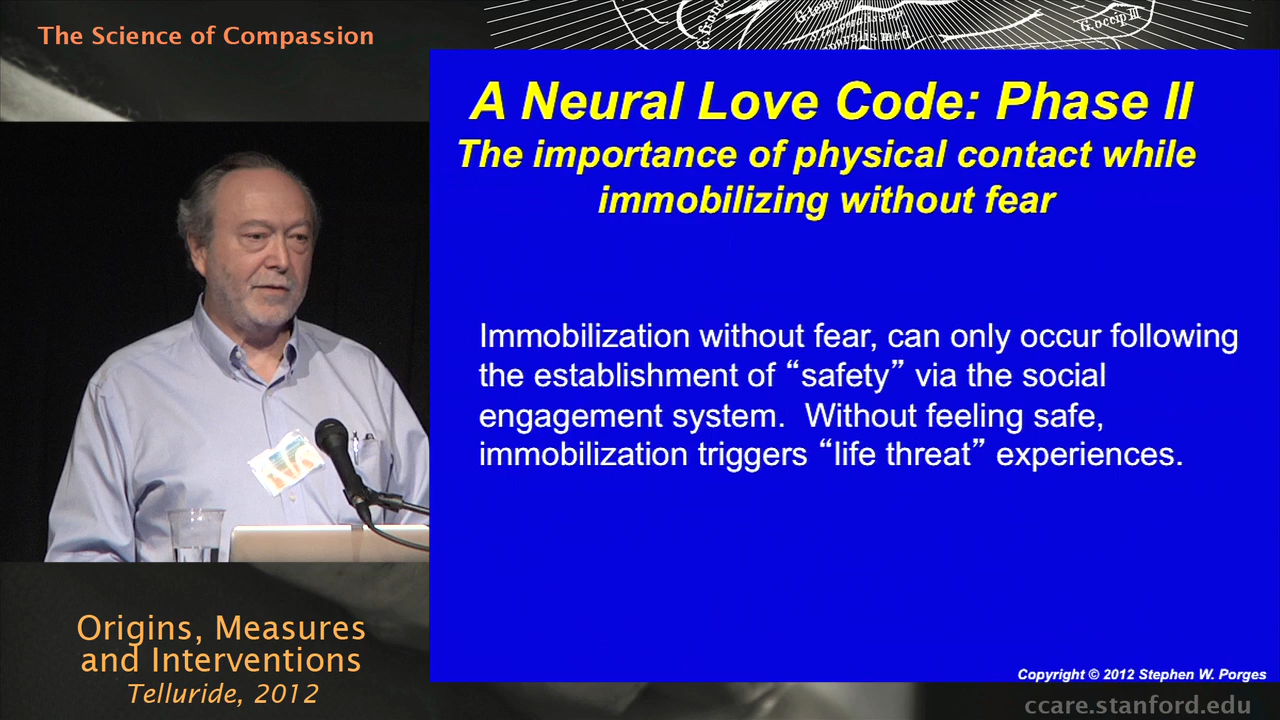 The Science of Compassion
G. occip III
A Neural Love Code: Phase II
The importance of physical contact while
immobilizing without fear
Immobilization without fear, can only occur following
the establishment of “safety” via the social
engagement system.  Without feeling safe,
immobilization triggers “life threat” experiences.
Copyright © 2012 Stephen W. Porges
Origins, Measures
and Interventions
Telluride, 2012
ccare.stanford.edu